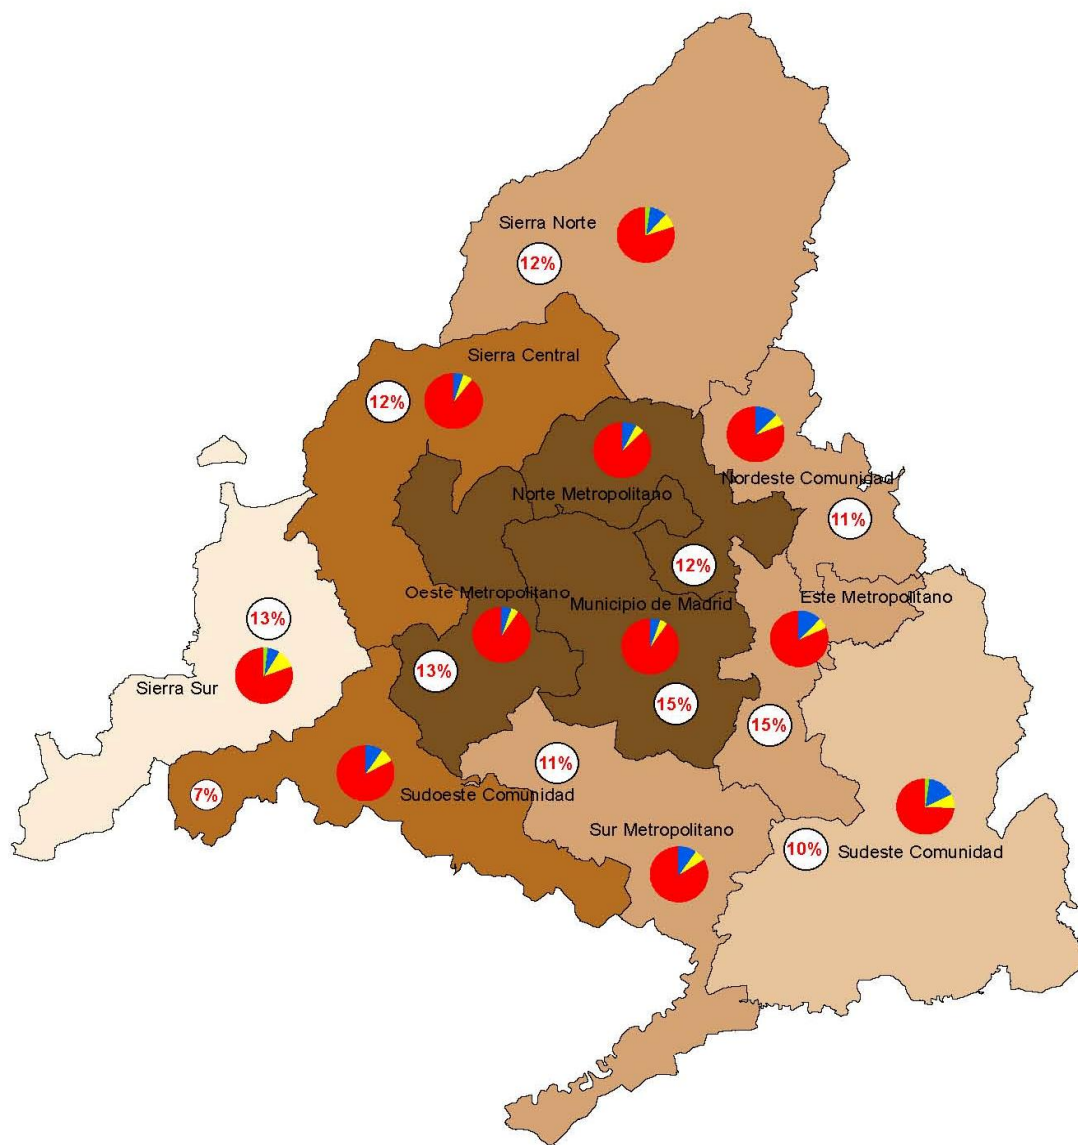 Sierra Norte
12%
Sierra Central
12%
Nordeste Comunidad
Norte Metropolitano
11%
12%
Oeste Metropolitano
Municipio de Madrid
Este Metropolitano
13%
13%
Sierra Sur
15%
15%
11%
7%
Sudoeste Comunidad
Sur Metropolitano
10%
Sudeste Comunidad